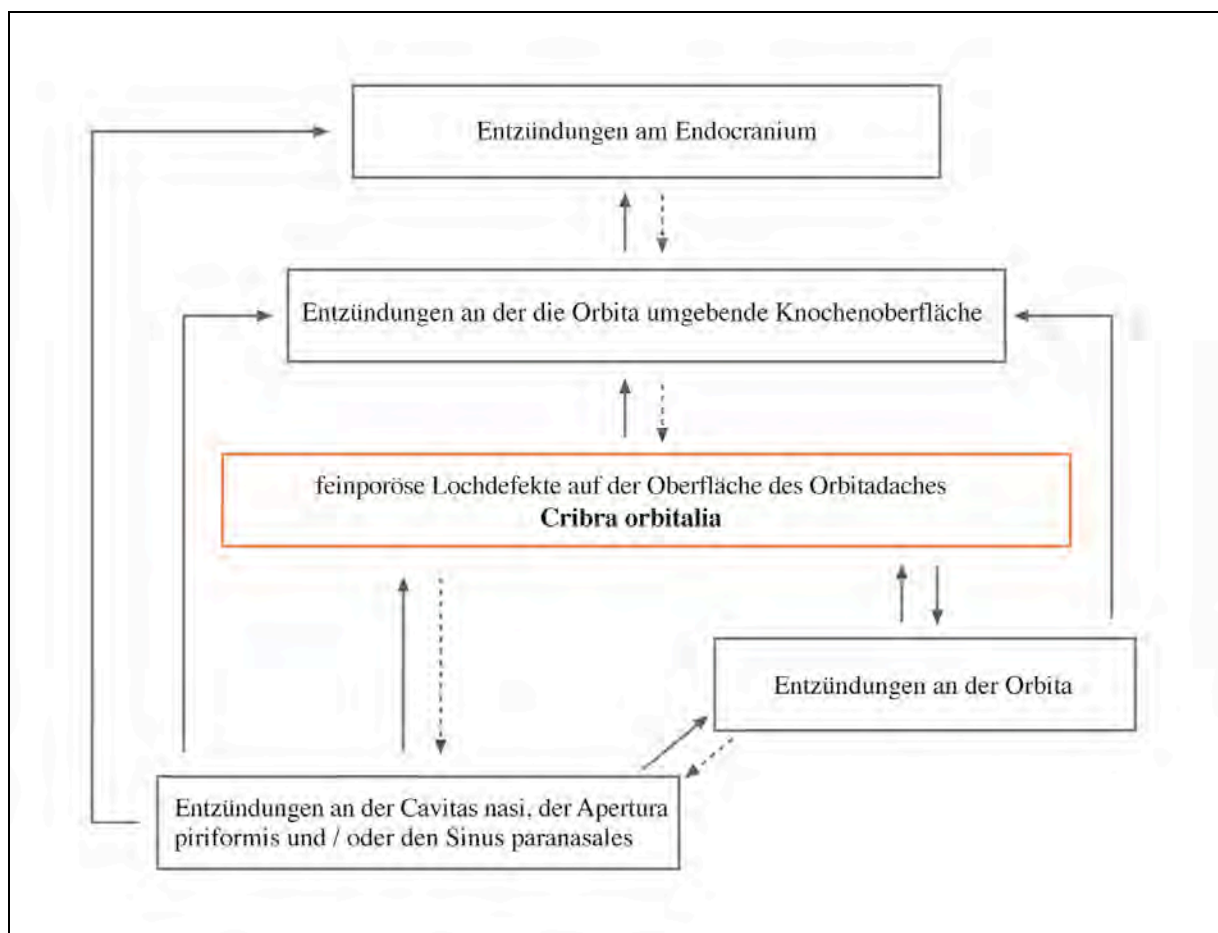 Entzündungen am Endocranium
Entzündungen an der die Orbita umgebende Knochenoberfläche
feinporöse Lochdefekte auf der Oberfläche des Orbitadaches
Cribra orbitalia
Entzündungen an der Orbita
Entzündungen an der Cavitas nasi, der Apertura
piriformis und / oder den Sinus paranasales